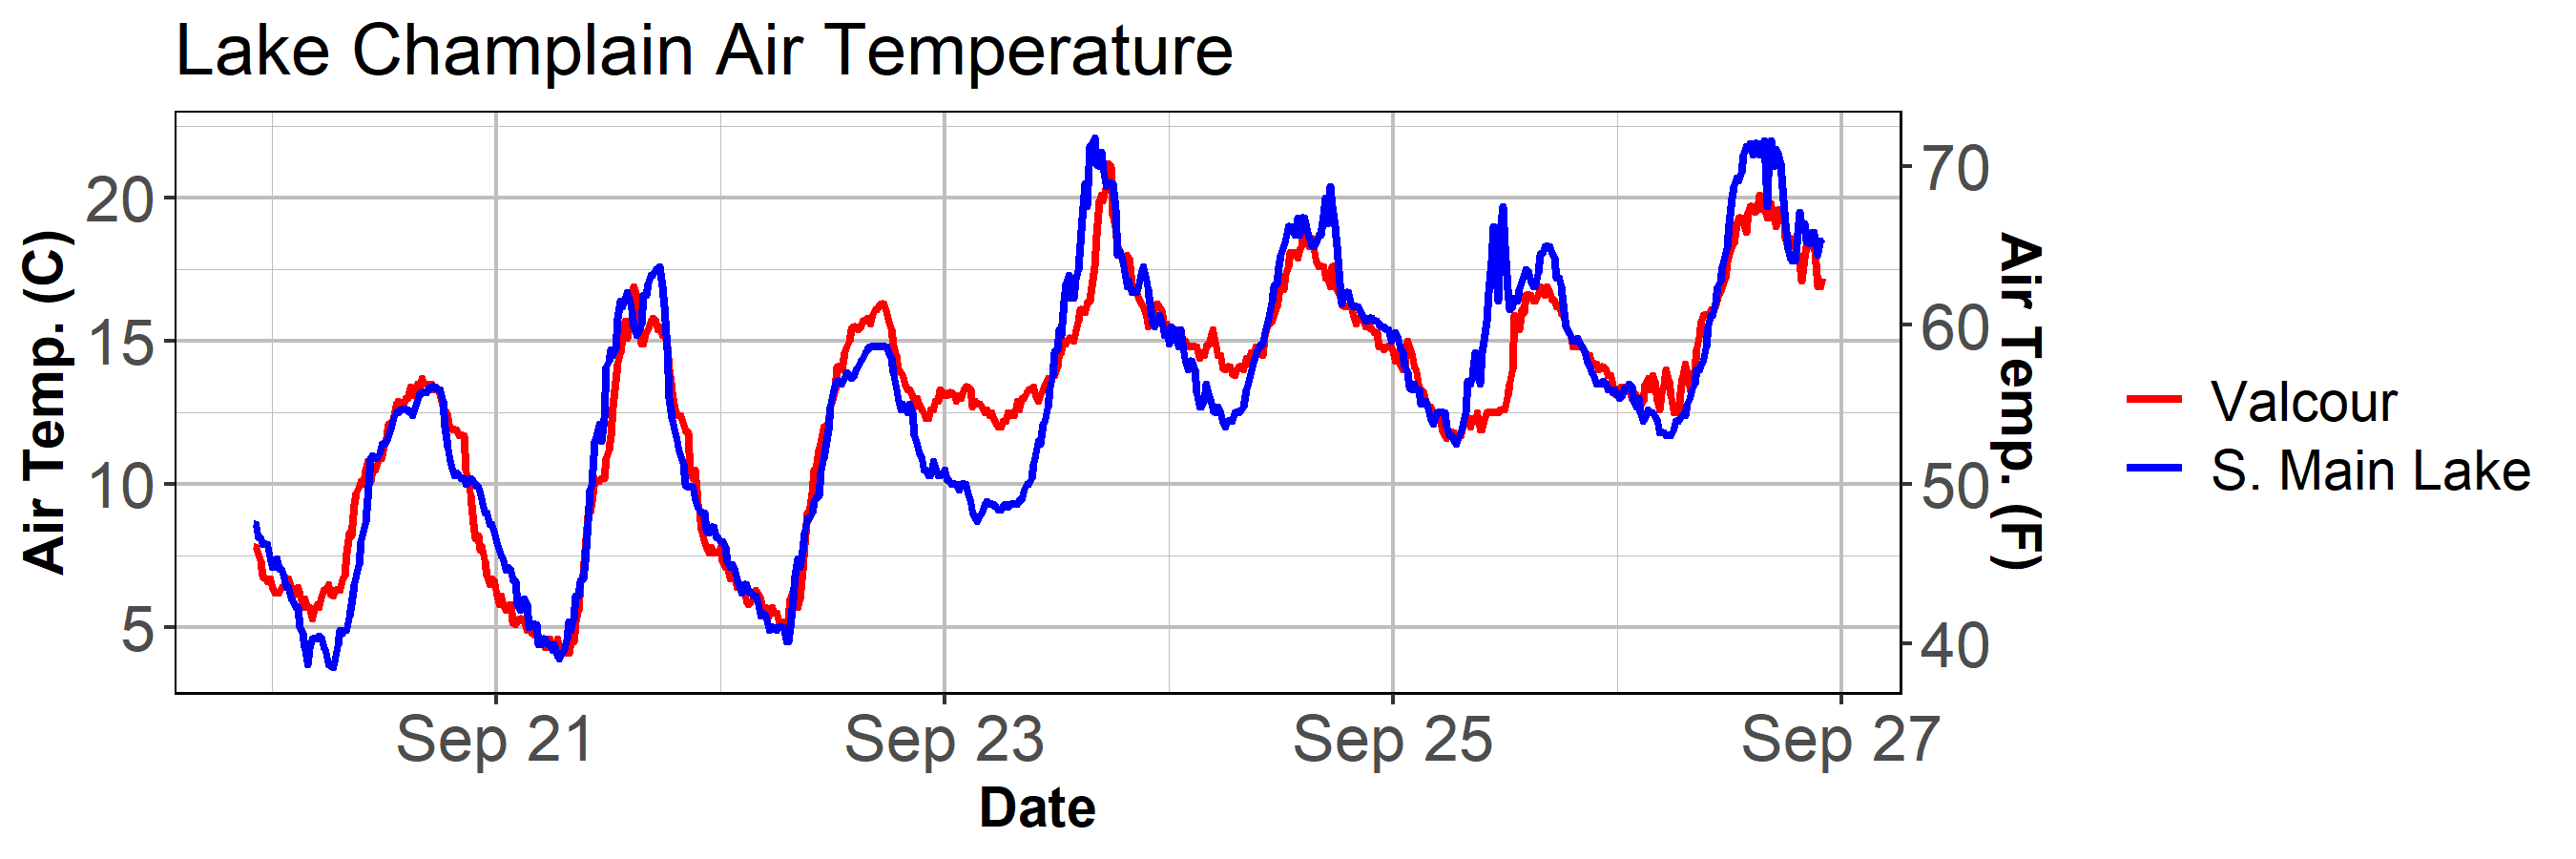 Lake Champlain Air Temperature
Air Temp. (C)
20
15
10
5
70
60
50
40
Air Temp. (F)
Sep 21
Sep 23
Sep 25
Sep 27
Date
Valcour
S. Main Lake